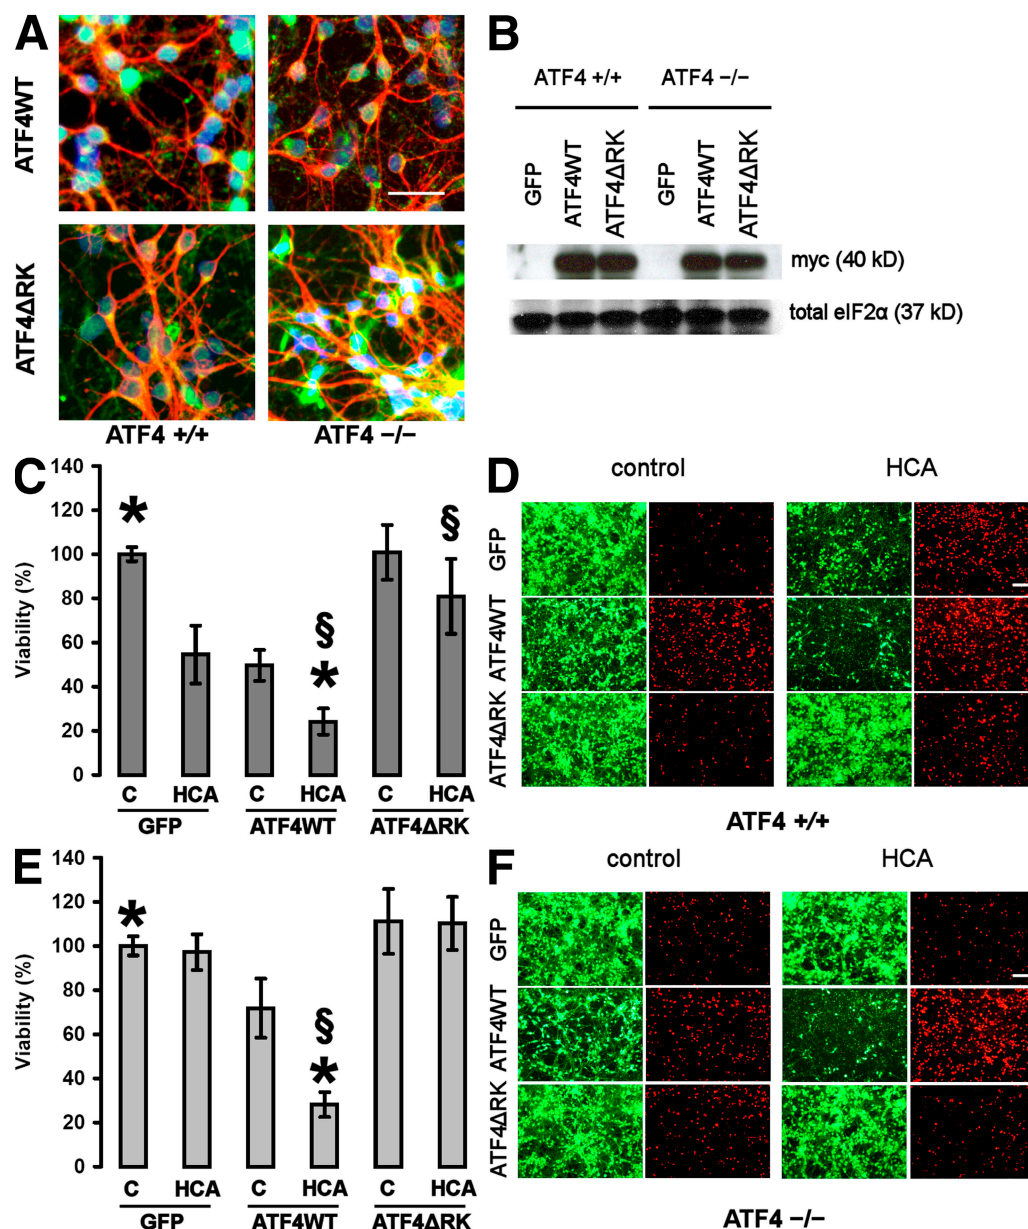 A
ATF4WT
ATF4ΔRK
ATF4 +/+
ATF4 −/−
B
ATF4 +/+
ATF4 −/−
GFP
ATF4WT
ATF4ΔRK
GFP
ATF4WT
ATF4ΔRK
myc (40 kD)
total eIF2α (37 kD)
C
Viability (%)
140
120
100
80
60
40
20
0
*
§
*
§
C
HCA
C
HCA
C
HCA
GFP
ATF4WT
ATF4ΔRK
D
control
HCA
GFP
ATF4WT
ATF4ΔRK
ATF4 +/+
E
Viability (%)
140
120
100
80
60
40
20
0
*
§
*
C
HCA
C
HCA
C
HCA
GFP
ATF4WT
ATF4ΔRK
F
control
HCA
GFP
ATF4WT
ATF4ΔRK
ATF4 −/−